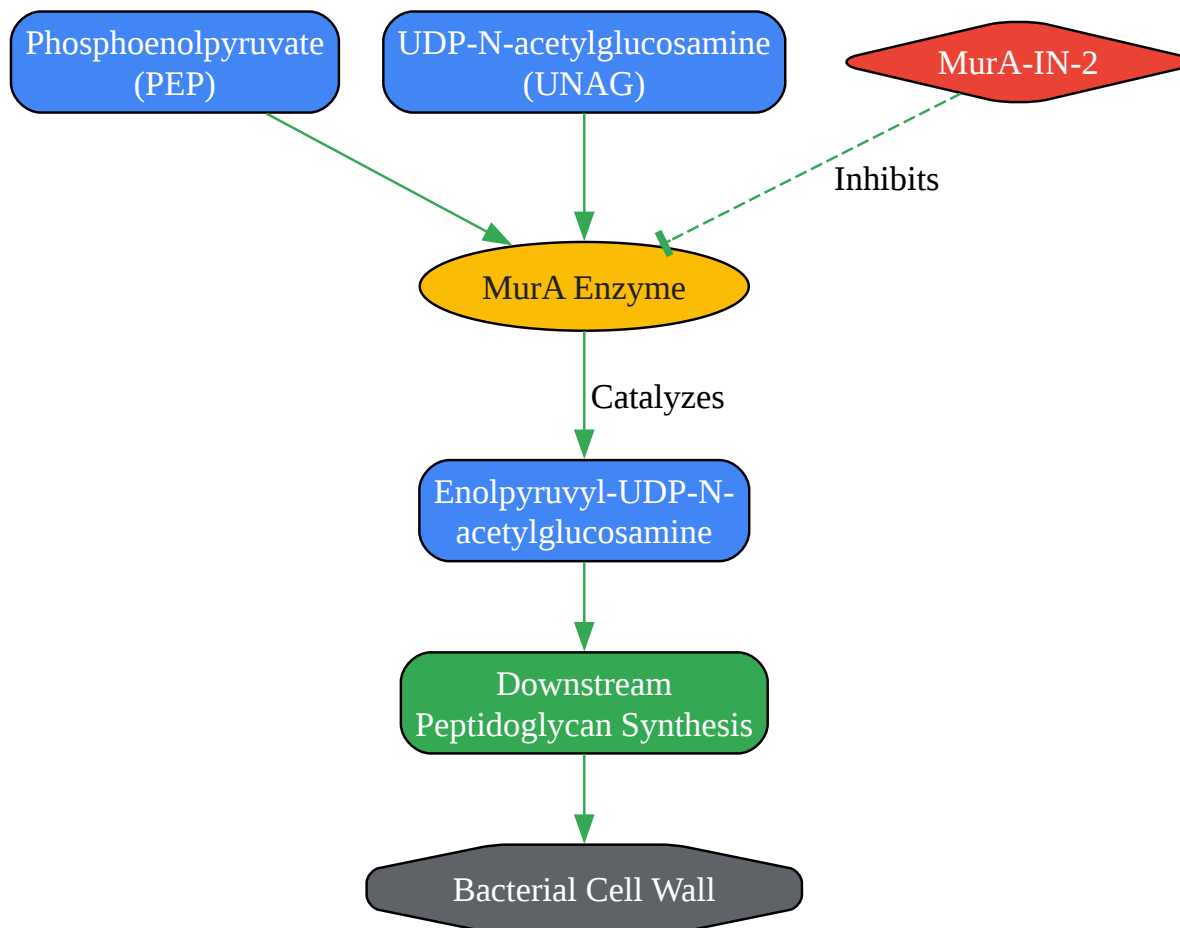 Phosphoenolpyruvate
(PEP)
UDP-N-acetylglucosamine
(UNAG)
MurA-IN-2
Inhibits
MurA Enzyme
Catalyzes
Enolpyruvyl-UDP-N-
acetylglucosamine
Downstream
Peptidoglycan Synthesis
Bacterial Cell Wall